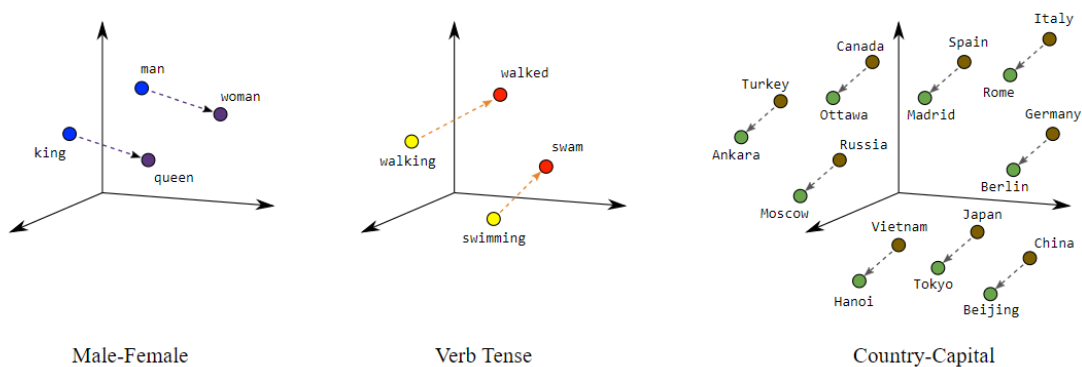 man
woman
king
queen
Male-Female
walked
walking
swam
swimming
Verb Tense
Italy
Spain
Canada
Rome
Turkey
Madrid
Ottawa
Germany
Ankara
Russia
Berlin
Moscow
Japan
Vietnam
China
Tokyo
Hanoi
Beijing
Country-Capital